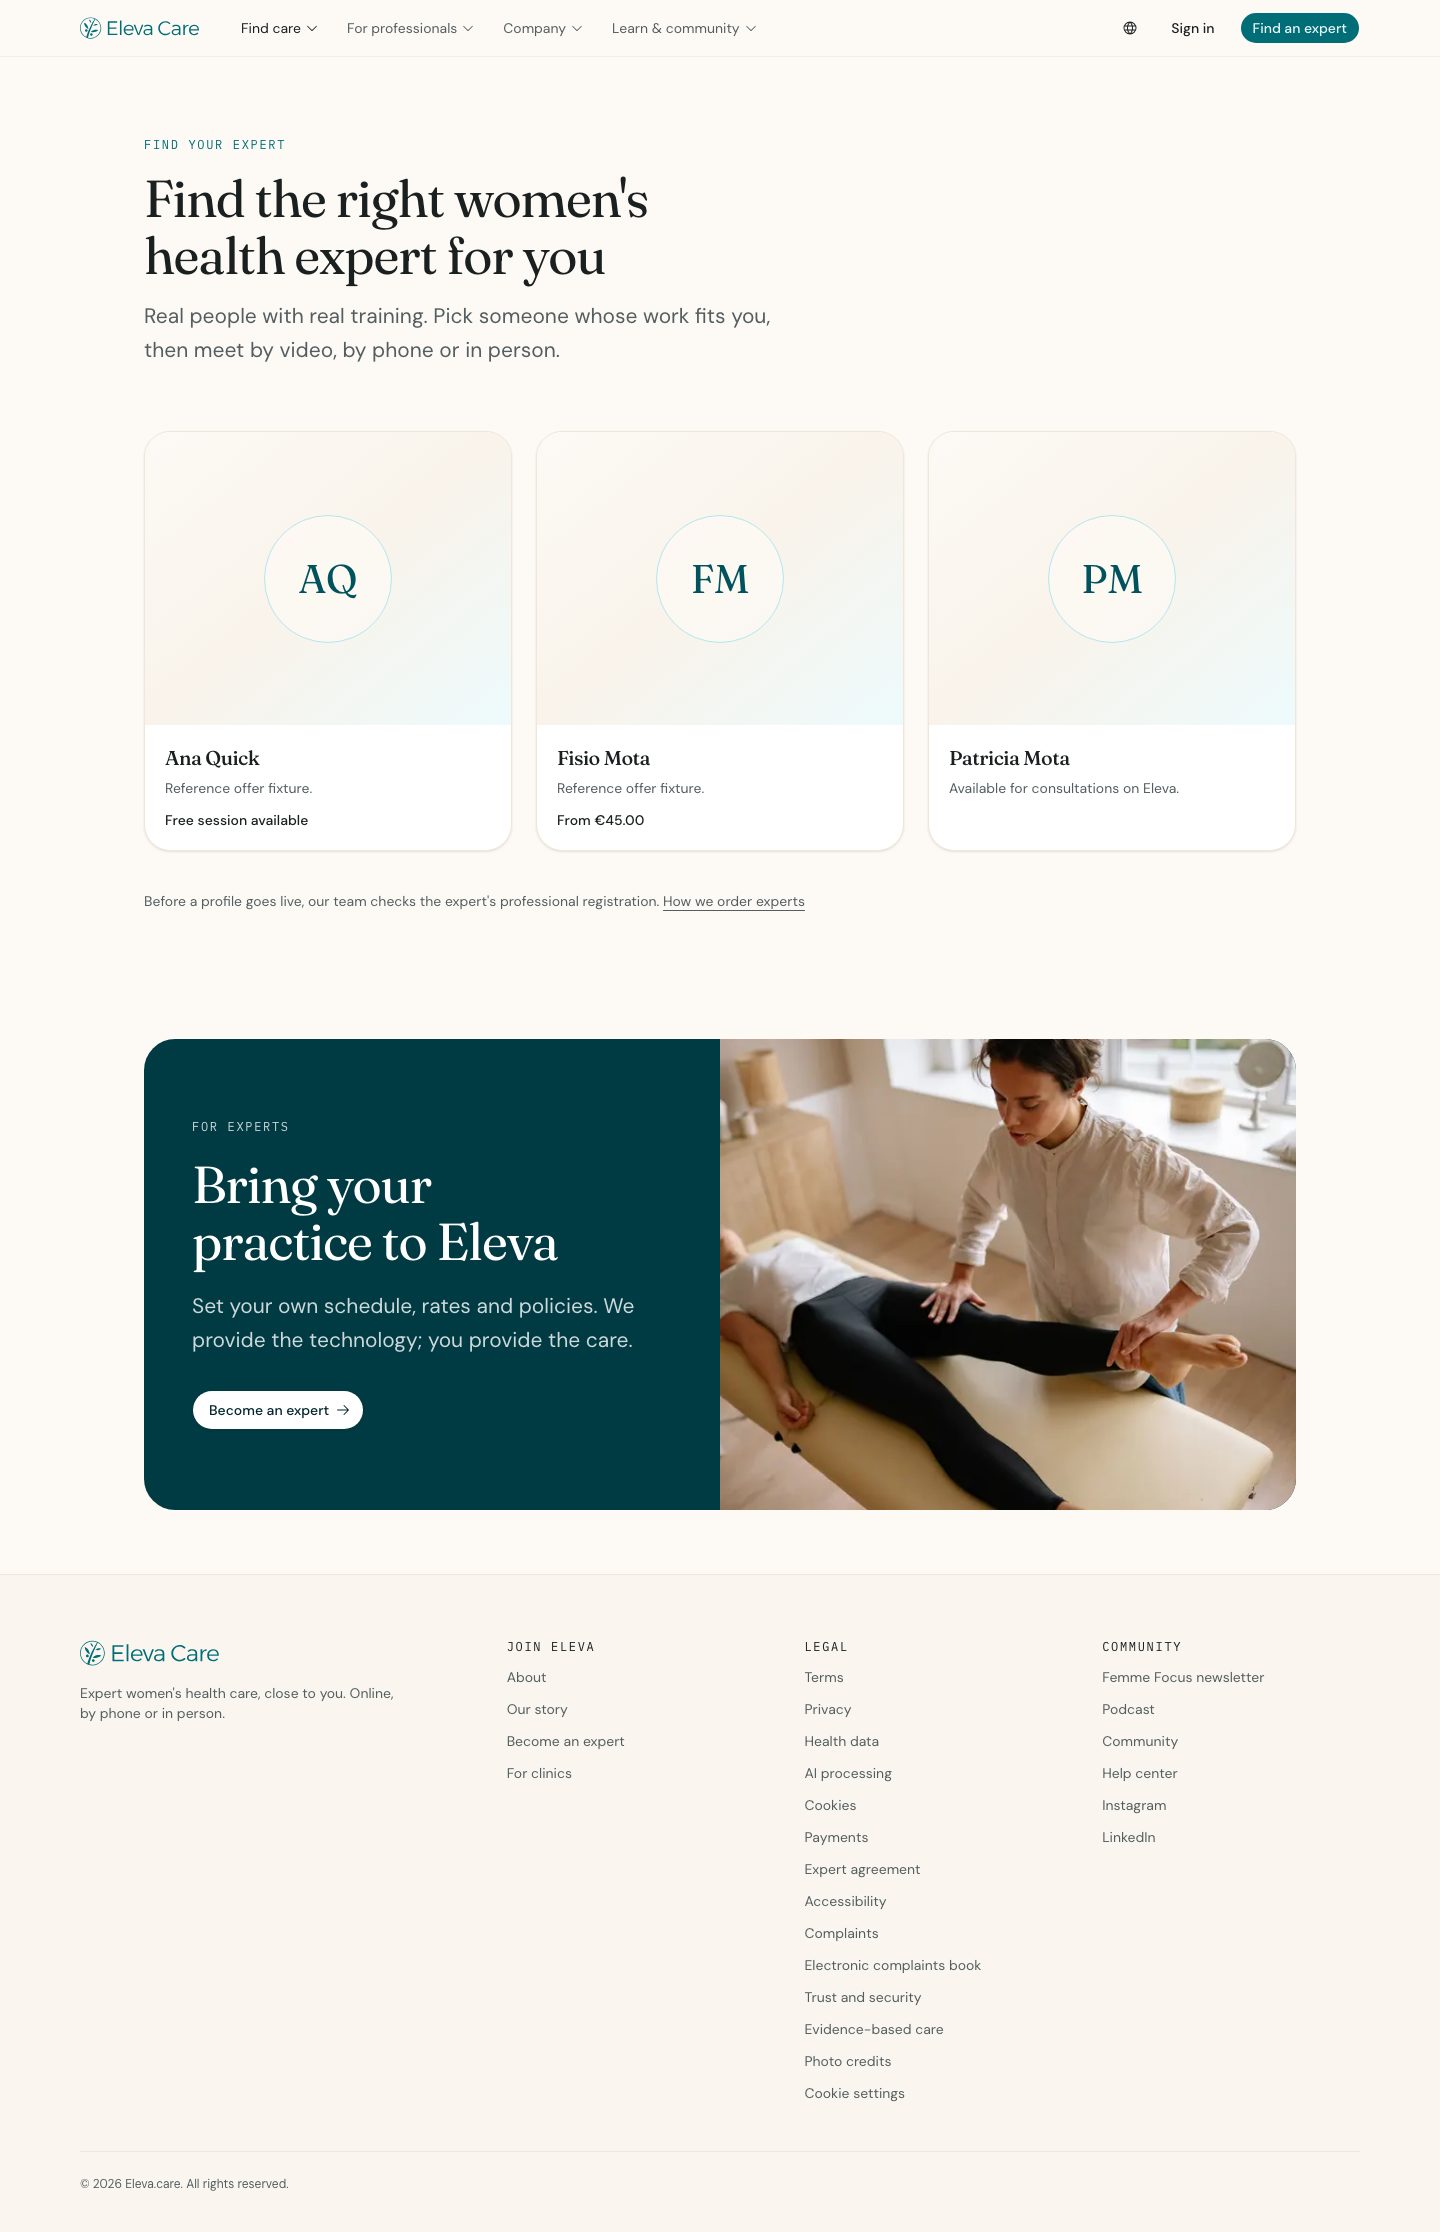 Eleva Care
Find care
For professionals
Company
Learn & community
Sign in
Find an expert
FIND YOUR EXPERT
Find the right women's
health expert for you
Real people with real training. Pick someone whose work fits you,
then meet by video, by phone or in person.
AQ
Ana Quick
Reference offer fixture.
Free session available
FM
Fisio Mota
Reference offer fixture.
From €45.00
PM
Patricia Mota
Available for consultations on Eleva.
Before a profile goes live, our team checks the expert's professional registration. How we order experts
FOR EXPERTS
Bring your
practice to Eleva
Set your own schedule, rates and policies. We
provide the technology; you provide the care.
Become an expert
Eleva Care
Expert women's health care, close to you. Online,
by phone or in person.
JOIN ELEVA
About
Our story
Become an expert
For clinics
LEGAL
Terms
Privacy
Health data
AI processing
Cookies
Payments
Expert agreement
Accessibility
Complaints
Electronic complaints book
Trust and security
Evidence-based care
Photo credits
Cookie settings
COMMUNITY
Femme Focus newsletter
Podcast
Community
Help center
Instagram
LinkedIn
© 2026 Eleva.care. All rights reserved.